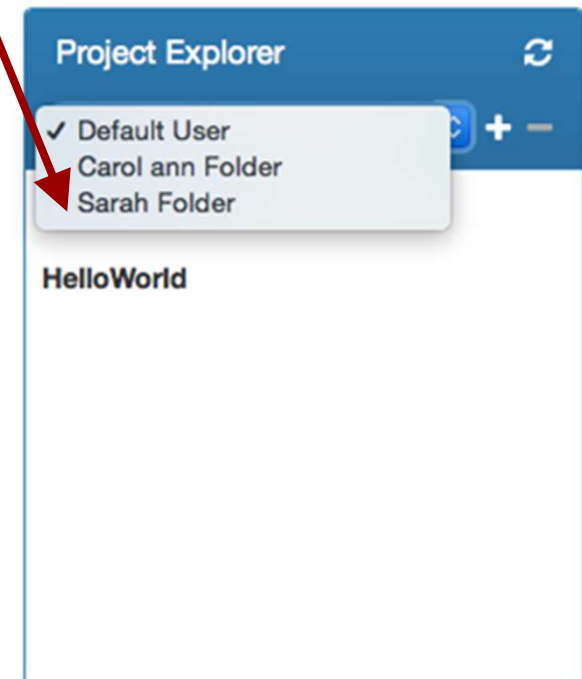 Project Explorer
✓ Default User
Carol ann Folder
Sarah Folder
HelloWorld